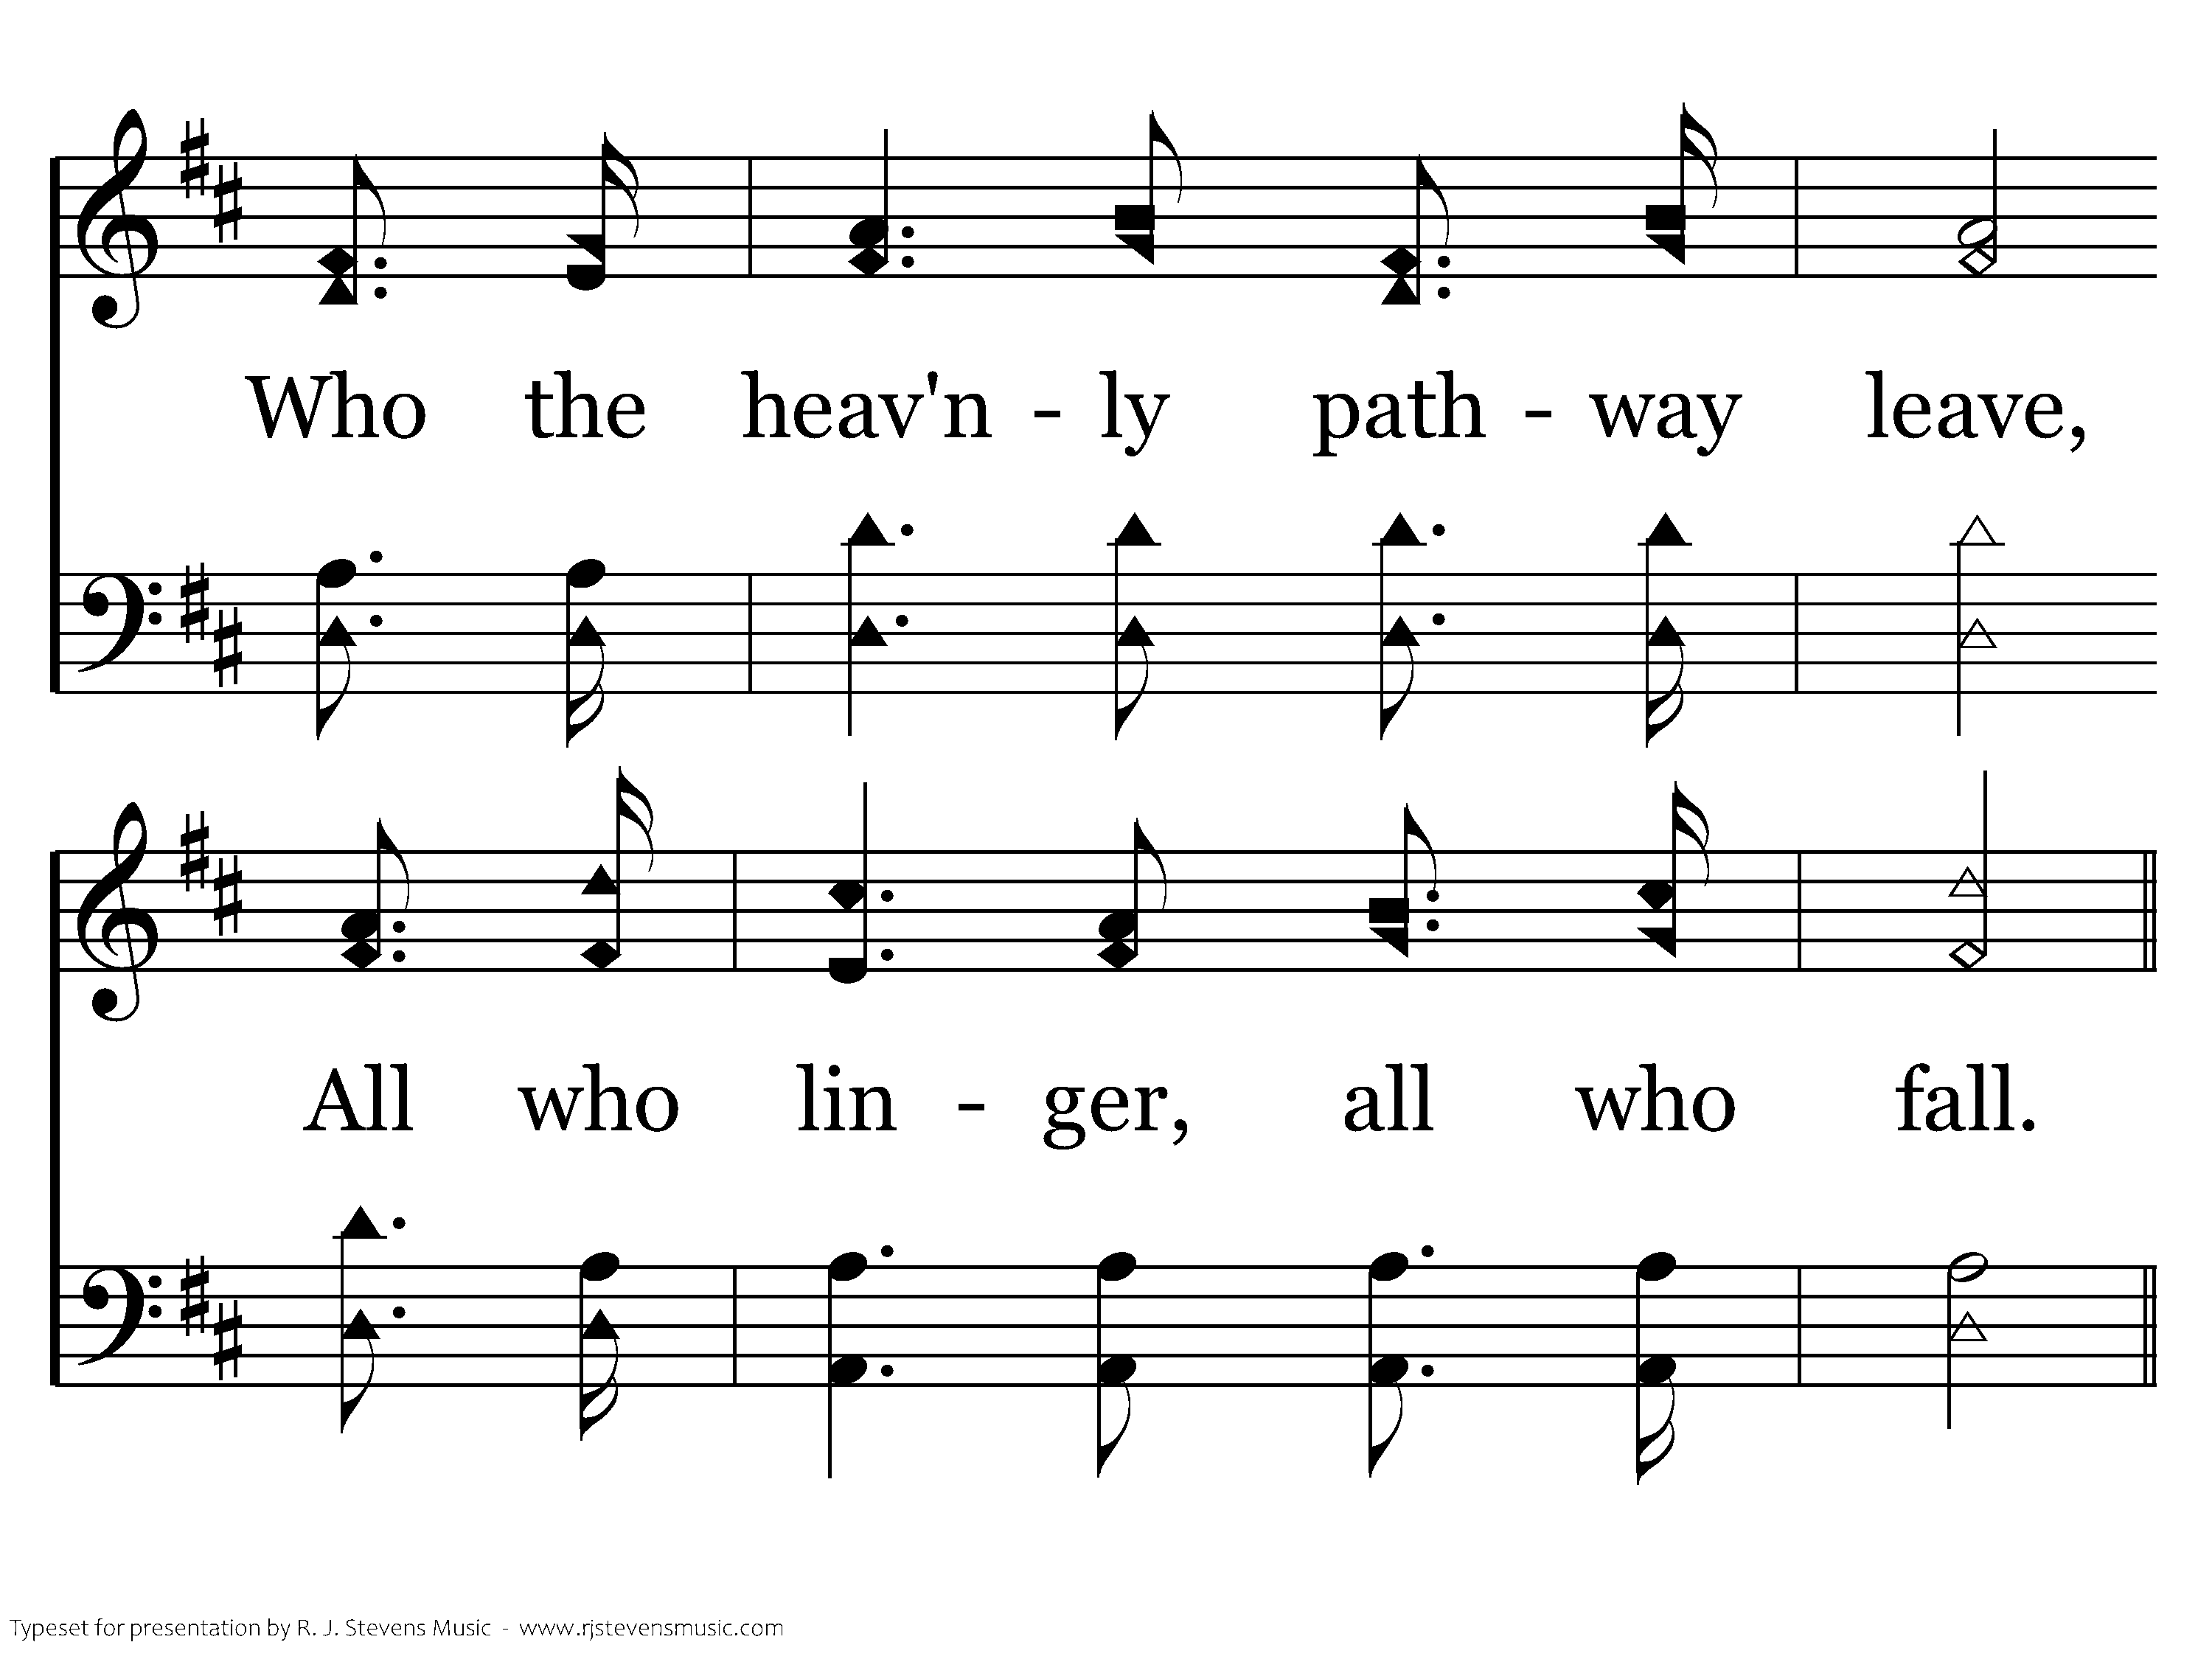 Who the heav'n - ly path - way leave,
All who lin - ger, all who fall.
Typeset for presentation by R. J. Stevens Music - www.rjstevensmusic.com